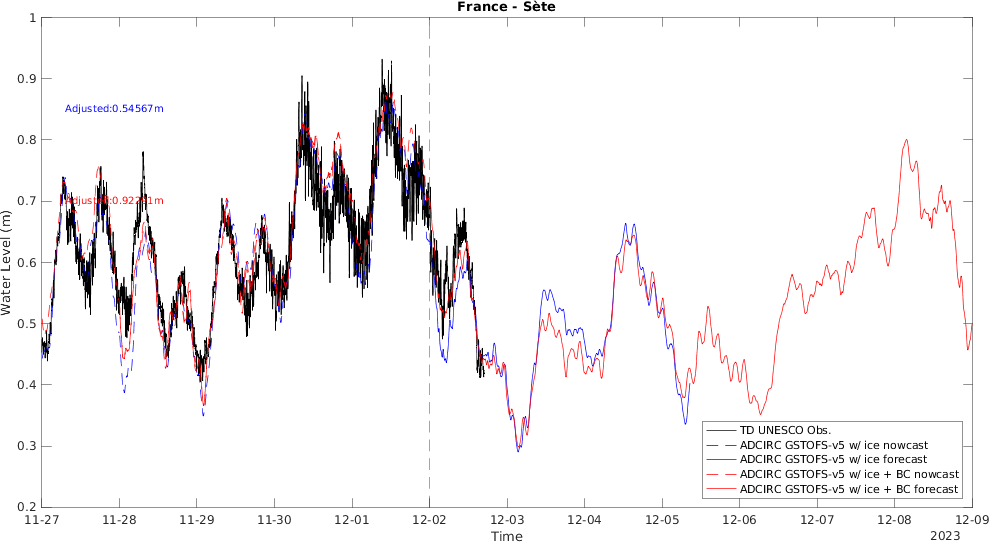 France - Sète
Water Level (m)
1
0.9
0.8
0.7
0.6
0.5
0.4
0.3
0.2
Adjusted:0.54567m
TD UNESCO Obs.
ADCIRC GSTOFS-v5 w/ ice nowcast
ADCIRC GSTOFS-v5 w/ ice forecast
ADCIRC GSTOFS-v5 w/ ice + BC nowcast
ADCIRC GSTOFS-v5 w/ ice + BC forecast
11-27
11-28
11-29
11-30
12-01
12-02
12-03
12-04
12-05
12-06
12-07
12-08
12-09
Time
2023